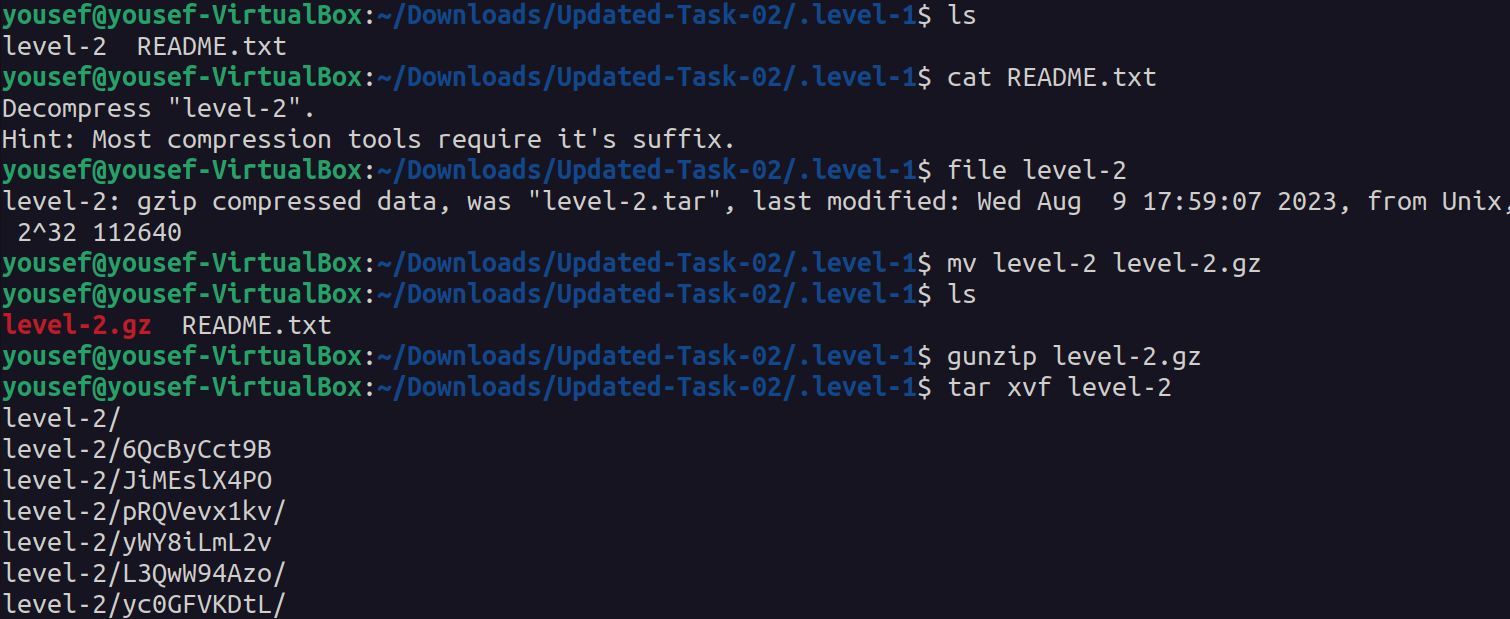 yousef@yousef-VirtualBox:~/Downloads/Updated-Task-02/.level-1$ ls
level-2  README.txt
yousef@yousef-VirtualBox:~/Downloads/Updated-Task-02/.level-1$ cat README.txt
Decompress "level-2".
Hint: Most compression tools require it's suffix.
yousef@yousef-VirtualBox:~/Downloads/Updated-Task-02/.level-1$ file level-2
level-2: gzip compressed data, was "level-2.tar", last modified: Wed Aug  9 17:59:07 2023, from Unix,
 2^32 112640
yousef@yousef-VirtualBox:~/Downloads/Updated-Task-02/.level-1$ mv level-2 level-2.gz
yousef@yousef-VirtualBox:~/Downloads/Updated-Task-02/.level-1$ ls
level-2.gz  README.txt
yousef@yousef-VirtualBox:~/Downloads/Updated-Task-02/.level-1$ gunzip level-2.gz
yousef@yousef-VirtualBox:~/Downloads/Updated-Task-02/.level-1$ tar xvf level-2
level-2/
level-2/6QcByCct9B
level-2/JiMEslX4PO
level-2/pRQVevx1kv/
level-2/yWY8iLmL2v
level-2/L3QwW94Azo/
level-2/yc0GFVKDtL/